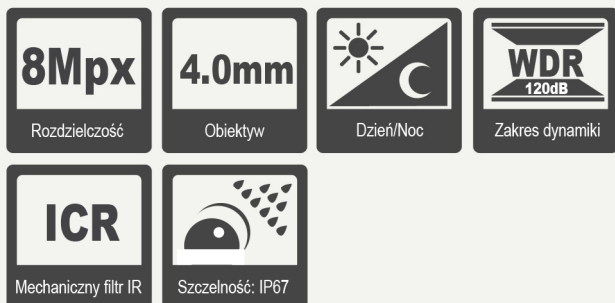 8Mpx
Rozdzielczość
4.0mm
Obiektyw
Dzień/Noc
WDR
120dB
Zakres dynamiki
ICR
Mechaniczny filtr IR
Szczelność: IP67